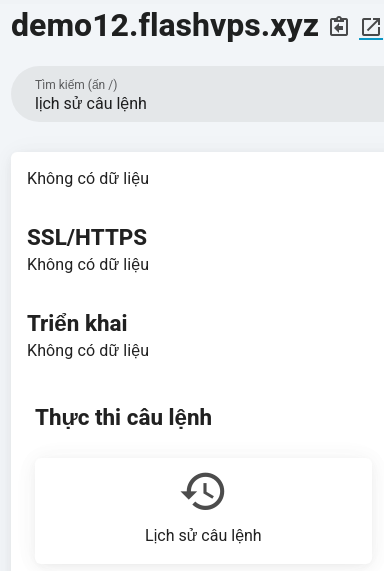 demo12.flashvps.xyz
Tìm kiếm (ấn /)
lịch sử câu lệnh
Không có dữ liệu
SSL/HTTPS
Không có dữ liệu
Triển khai
Không có dữ liệu
Thực thi câu lệnh
Lịch sử câu lệnh